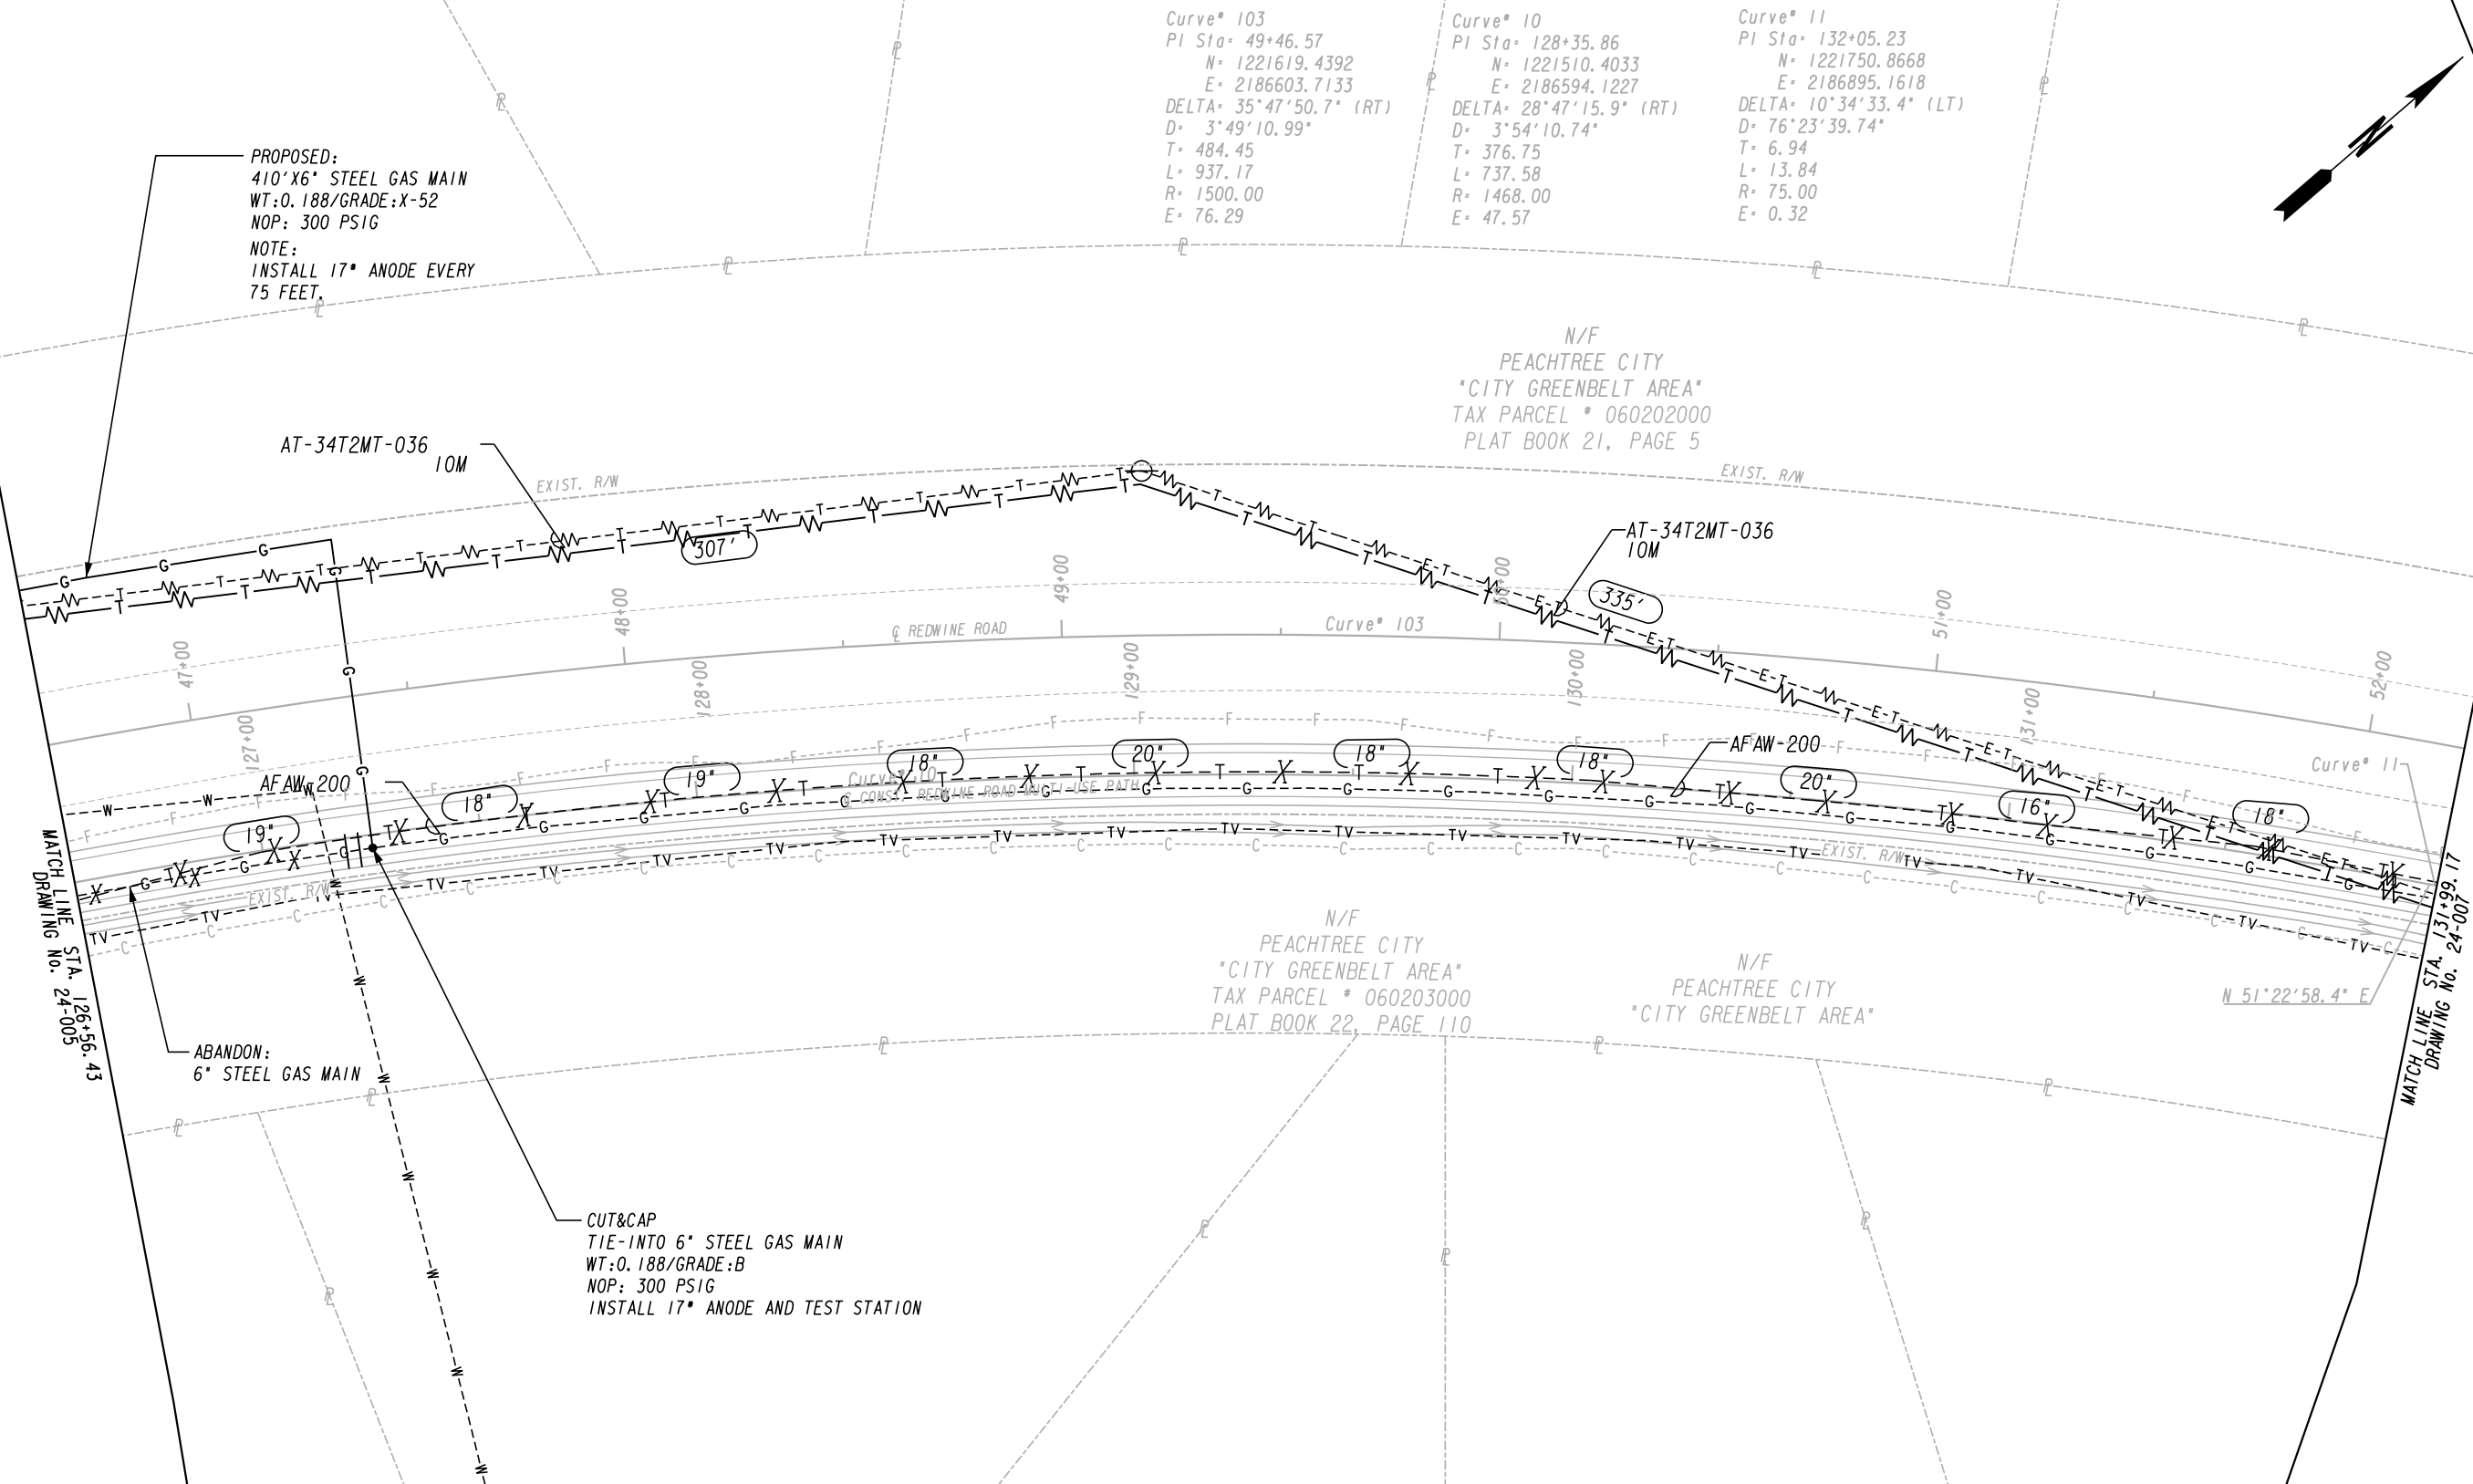 Curve# 103
PI Sta= 49+46.57
N= 1221619.4392
E= 2186603.7133
DELTA= 35°47'50.7" (RT)
D= 3°49'10.99"
T= 484.45
L= 937.17
R= 1500.00
E= 76.29
Curve# 10
PI Sta= 128+35.86
N= 1221510.4033
E= 2186594.1227
DELTA= 28°47'15.9" (RT)
D= 3°54'10.74"
T= 376.75
L= 737.58
R= 1468.00
E= 47.57
Curve# 11
PI Sta= 132+05.23
N= 1221750.8668
E= 2186895.1618
DELTA= 10°34'33.4" (LT)
D= 76°23'39.74"
T= 6.94
L= 13.84
R= 75.00
E= 0.32
N
PROPOSED:
410'X6" STEEL GAS MAIN
WT:0.188/GRADE:X-52
NOP: 300 PSIG
NOTE:
INSTALL 17# ANODE EVERY
75 FEET.
N/F
PEACHTREE CITY
"CITY GREENBELT AREA"
TAX PARCEL # 060202000
PLAT BOOK 21, PAGE 5
AT-34T2MT-036
10M
EXIST. R/W
EXIST. R/W
307'
AT-34T2MT-036
10M
335'
47+00
48+00
49+00
50+00
51+00
52+00
℄ REDWINE ROAD
Curve# 103
127+00
128+00
129+00
130+00
131+00
AFAW-200
AFAW-200
Curve# 11
19"
18"
19"
18"
20"
18"
18"
20"
16"
18"
Curve# 10
℄ CONST. REDWINE ROAD MULTI-USE PATH
EXIST. R/W
EXIST. R/W
MATCH LINE STA. 126+56.43
DRAWING No. 24-005
MATCH LINE STA. 131+99.17
DRAWING No. 24-007
N 51°22'58.4" E
N/F
PEACHTREE CITY
"CITY GREENBELT AREA"
TAX PARCEL # 060203000
PLAT BOOK 22, PAGE 110
N/F
PEACHTREE CITY
"CITY GREENBELT AREA"
ABANDON:
6" STEEL GAS MAIN
CUT&CAP
TIE-INTO 6" STEEL GAS MAIN
WT:0.188/GRADE:B
NOP: 300 PSIG
INSTALL 17# ANODE AND TEST STATION